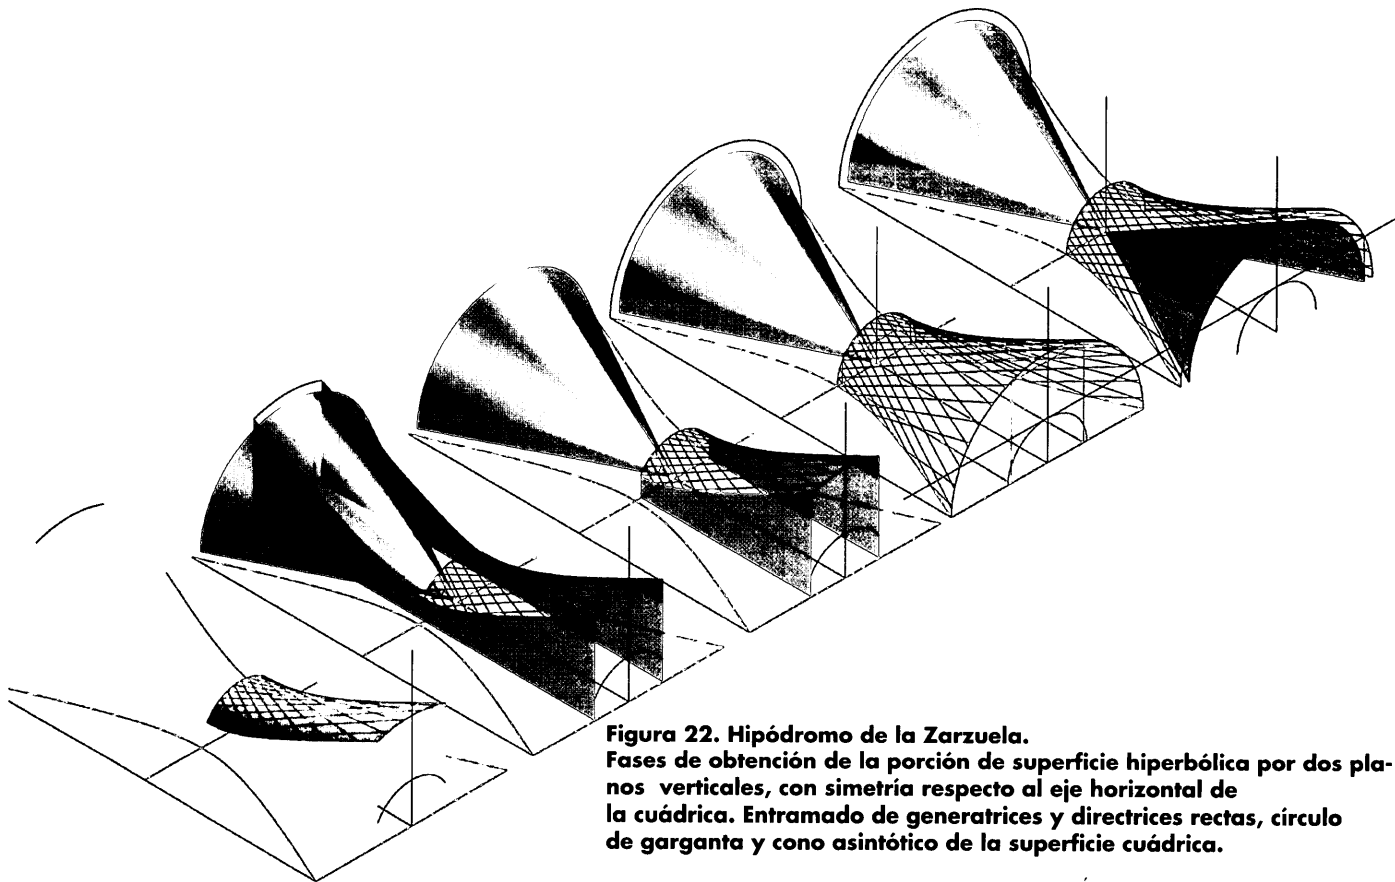 Figura 22. Hipódromo de la Zarzuela.
Fases de obtención de la porción de superficie hiperbólica por dos pla-
nos verticales, con simetría respecto al eje horizontal de
la cuádrica. Entramado de generatrices y directrices rectas, círculo
de garganta y cono asintótico de la superficie cuádrica.